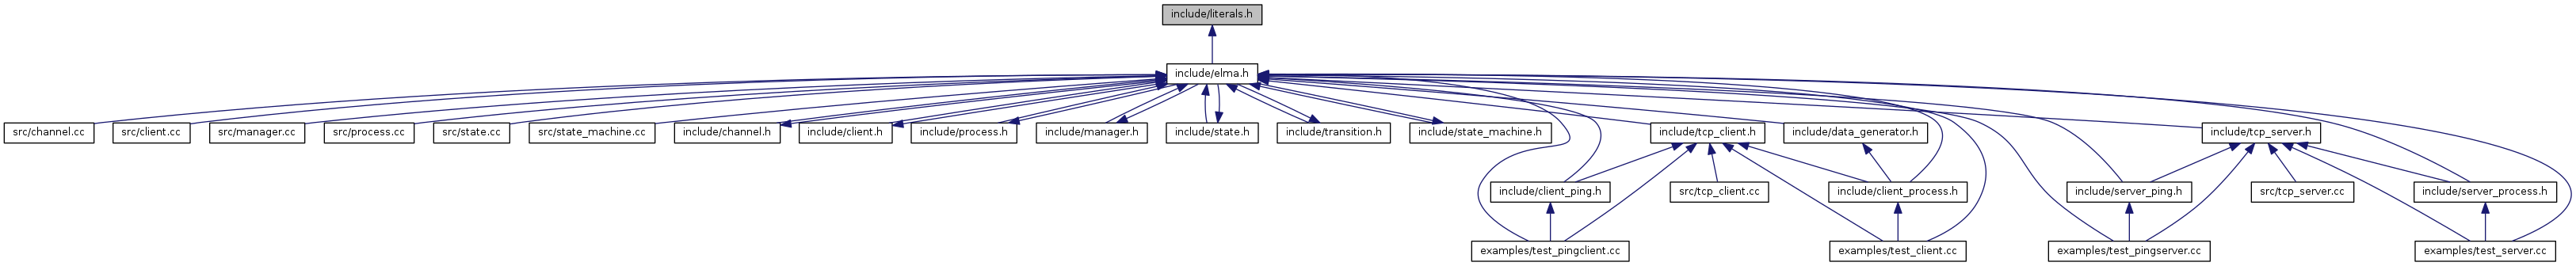 include/literals.h
include/elma.h
src/channel.cc
src/client.cc
src/manager.cc
src/process.cc
src/state.cc
src/state_machine.cc
include/channel.h
include/client.h
include/process.h
include/manager.h
include/state.h
include/transition.h
include/state_machine.h
include/tcp_client.h
include/data_generator.h
include/tcp_server.h
include/client_ping.h
src/tcp_client.cc
include/client_process.h
include/server_ping.h
src/tcp_server.cc
include/server_process.h
examples/test_pingclient.cc
examples/test_client.cc
examples/test_pingserver.cc
examples/test_server.cc